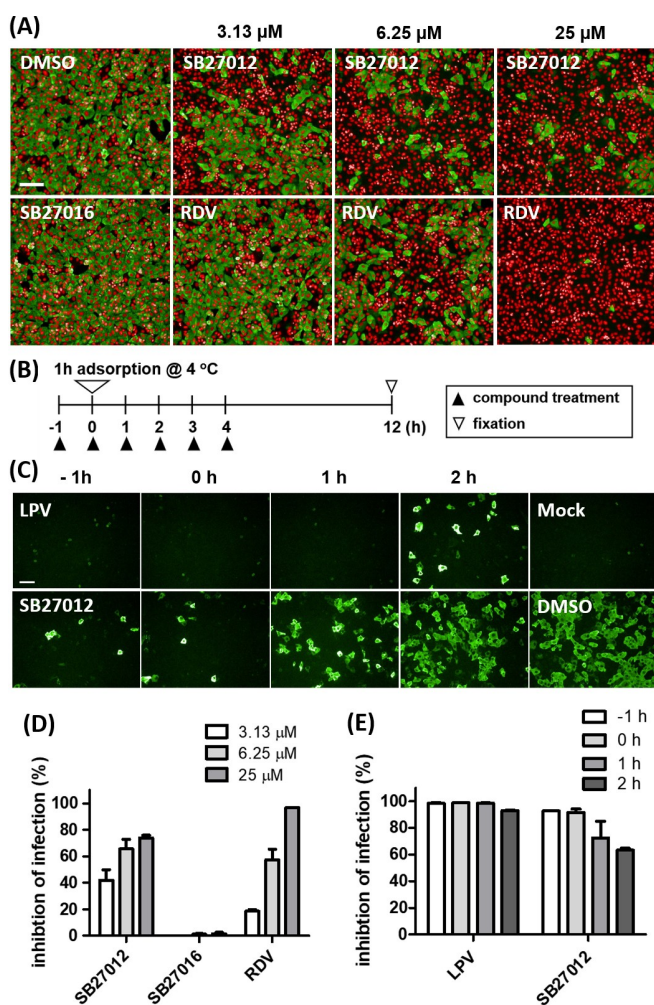 (A)
3.13 μM 6.25 μM 25 μM
DMSO SB27012 SB27012 SB27012
SB27016 RDV RDV RDV
(B)
1h adsorption @ 4 °C
-1 0 1 2 3 4 12 (h)
compound treatment
fixation
(C)
- 1h 0 h 1 h 2 h
LPV Mock
SB27012 DMSO
(D)
3.13 μM
6.25 μM
25 μM
inhibtion of infection (%)
100
80
60
40
20
0
SB27012 SB27016 RDV
(E)
-1 h
0 h
1 h
2 h
inhibtion of infection (%)
100
80
60
40
20
0
LPV SB27012